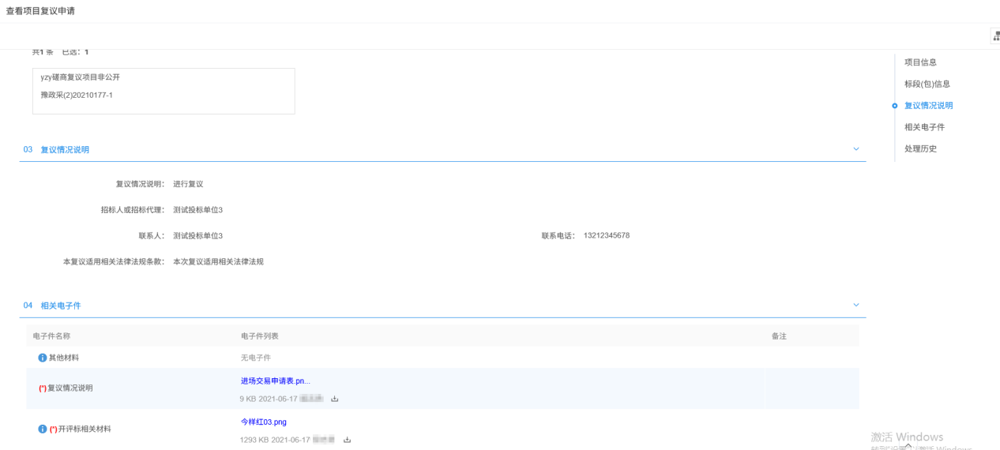 查看项目复议申请
共1 条 已选：1
yzy磋商复议项目非公开
豫政采(2)20210177-1
项目信息
标段(包)信息
复议情况说明
相关电子件
处理历史
03 复议情况说明
复议情况说明： 进行复议
招标人或招标代理： 测试投标单位3
联系人： 测试投标单位3 联系电话： 13212345678
本复议适用相关法律法规条款： 本次复议适用相关法律法规
04 相关电子件
电子件名称 电子件列表 备注
其他材料 无电子件
(*)复议情况说明 进场交易申请表.pn...
9 KB 2021-06-17
(*)开评标相关材料 今样红03.png
1293 KB 2021-06-17
激活 Windows